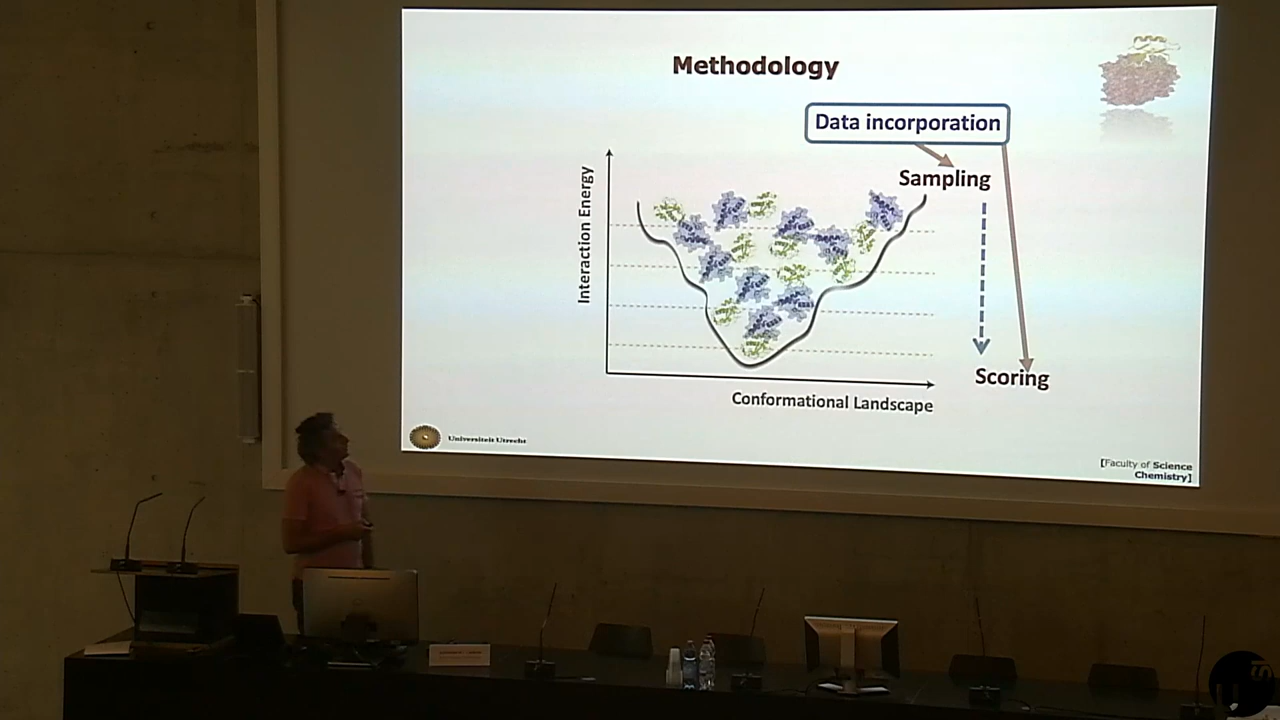 Methodology
Data incorporation
Sampling
Interaction Energy
Scoring
Conformational Landscape
Universiteit Utrecht
[Faculty of Science
Chemistry]